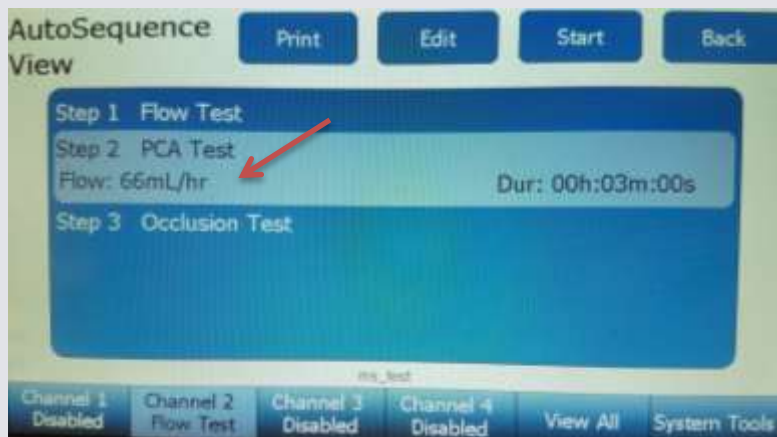 AutoSequence
View
Print
Edit
Start
Back
Step 1 Flow Test
Step 2 PCA Test
Flow: 66mL/hr
Dur: 00h:03m:00s
Step 3 Occlusion Test
ms_test
Channel 1
Disabled
Channel 2
Flow Test
Channel 3
Disabled
Channel 4
Disabled
View All
System Tools